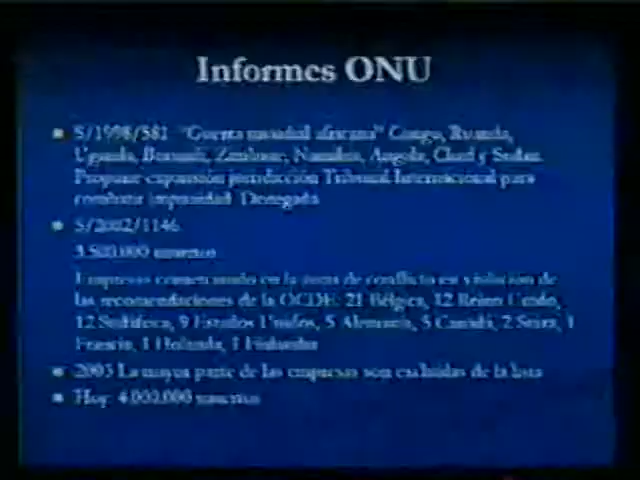 Informes ONU
S/1998/581 "Guerra mundial africana" Congo, Ruanda,
Uganda, Burundi, Zimbawe, Namibia, Angola, Chad y Sudan.
Propone expansión jurisdicción Tribunal Internacional para
combatir impunidad. Denegada
S/2002/1146
3.500.000 muertos
Empresas comerciando en la zona de conflicto en violación de
las recomendaciones de la OCDE: 21 Bélgica, 12 Reino Unido,
12 Sudáfrica, 9 Estados Unidos, 5 Alemania, 5 Canadá, 2 Suiza, 1
Francia, 1 Holanda, 1 Finlandia
2003 La mayor parte de las empresas son excluidas de la lista
Hoy 4.000.000 muertos